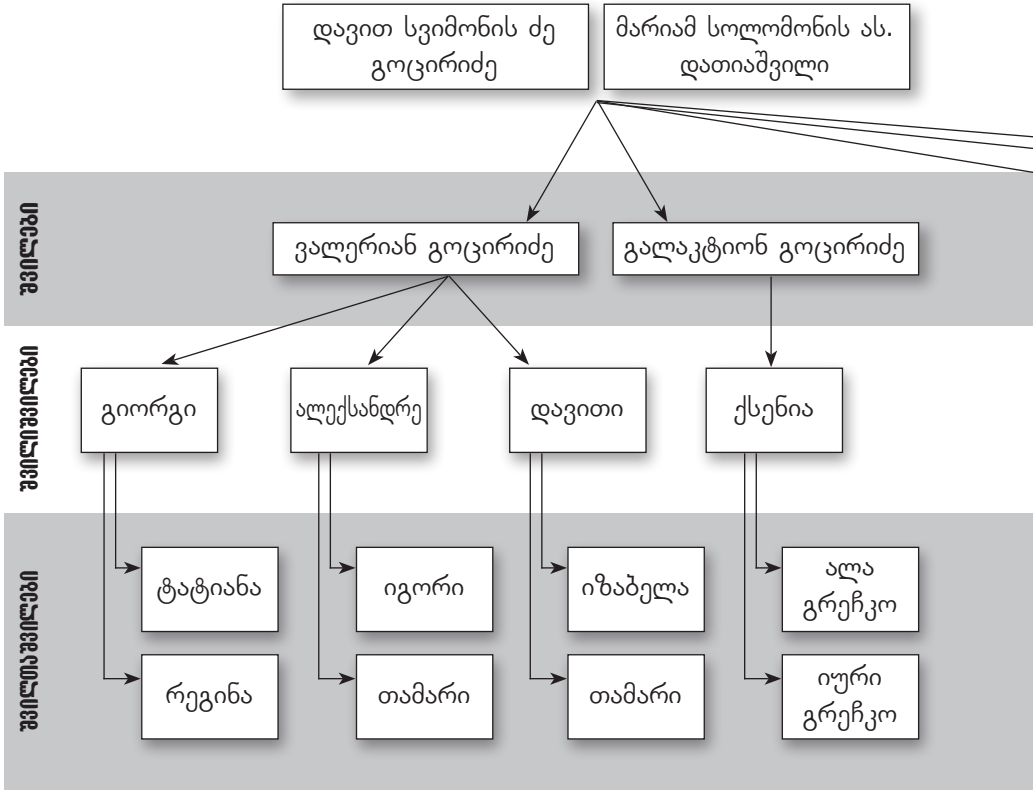 დავით სვიმონის ძე
გოცირიძე
მარიამ სოლომონის ას.
დათიაშვილი
შვილები
ვალერიან გოცირიძე
გალაკტიონ გოცირიძე
შვილიშვილები
გიორგი
ალექსანდრე
დავითი
ქსენია
შვილთაშვილები
ტატიანა
იგორი
იზაბელა
ალა
გრეჩკო
რეგინა
თამარი
თამარი
იური
გრეჩკო